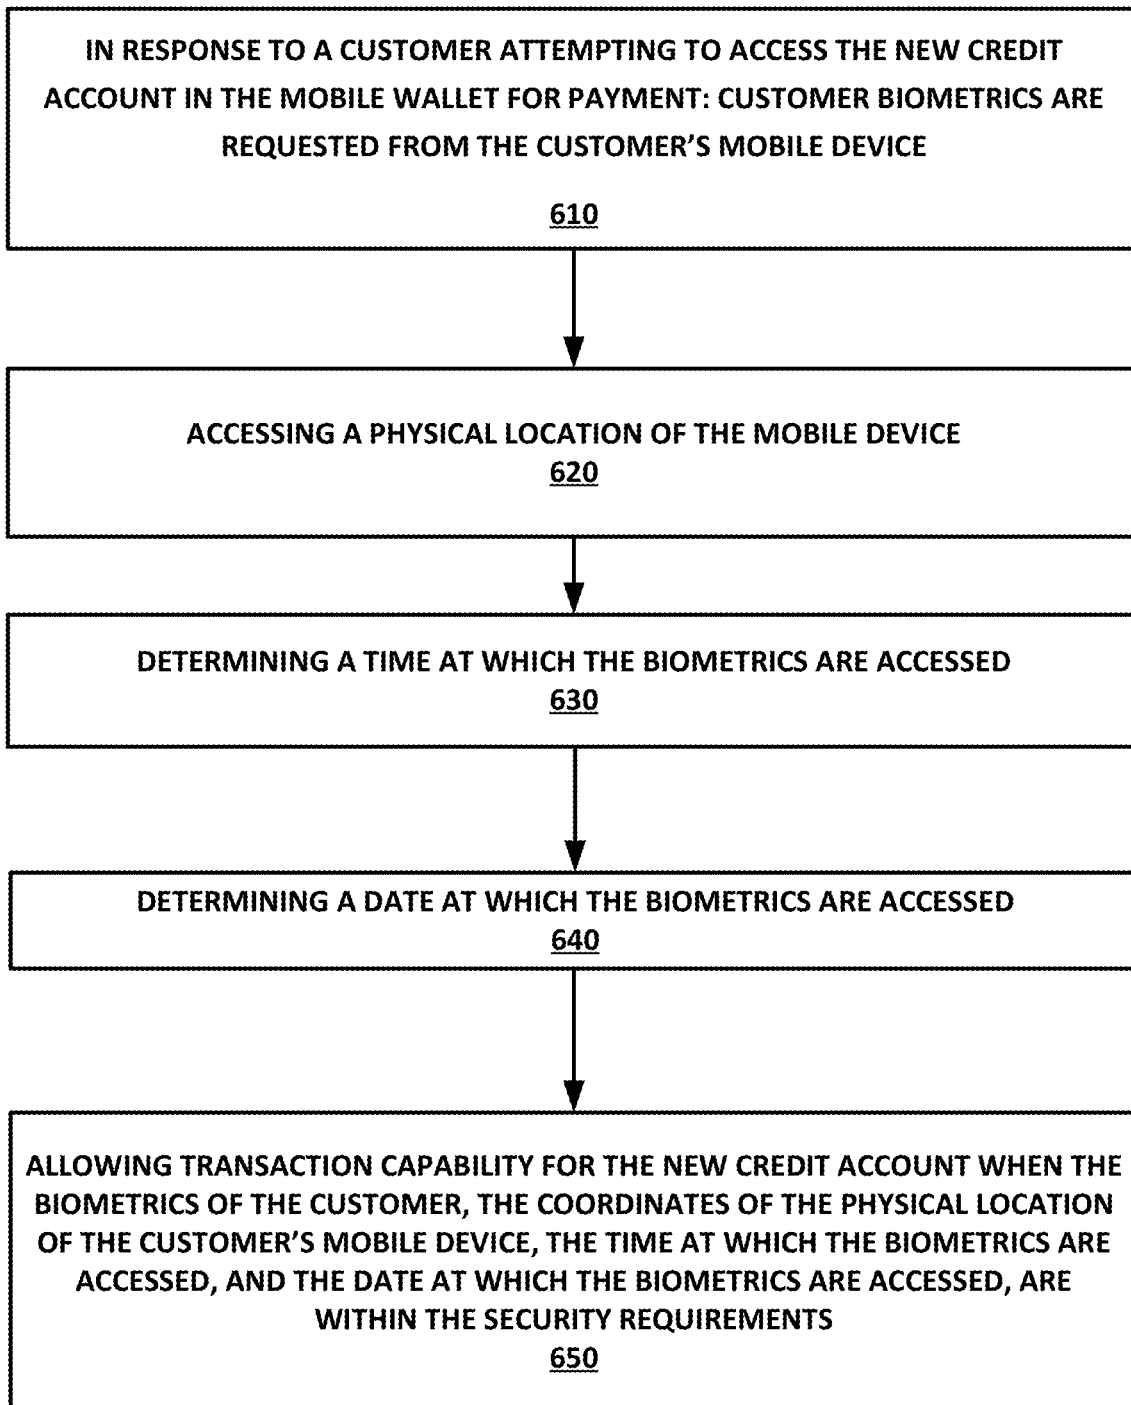 IN RESPONSE TO A CUSTOMER ATTEMPTING TO ACCESS THE NEW CREDIT
ACCOUNT IN THE MOBILE WALLET FOR PAYMENT: CUSTOMER BIOMETRICS ARE
REQUESTED FROM THE CUSTOMER’S MOBILE DEVICE
610
ACCESSING A PHYSICAL LOCATION OF THE MOBILE DEVICE
620
DETERMINING A TIME AT WHICH THE BIOMETRICS ARE ACCESSED
630
DETERMINING A DATE AT WHICH THE BIOMETRICS ARE ACCESSED
640
ALLOWING TRANSACTION CAPABILITY FOR THE NEW CREDIT ACCOUNT WHEN THE
BIOMETRICS OF THE CUSTOMER, THE COORDINATES OF THE PHYSICAL LOCATION
OF THE CUSTOMER’S MOBILE DEVICE, THE TIME AT WHICH THE BIOMETRICS ARE
ACCESSED, AND THE DATE AT WHICH THE BIOMETRICS ARE ACCESSED, ARE
WITHIN THE SECURITY REQUIREMENTS
650